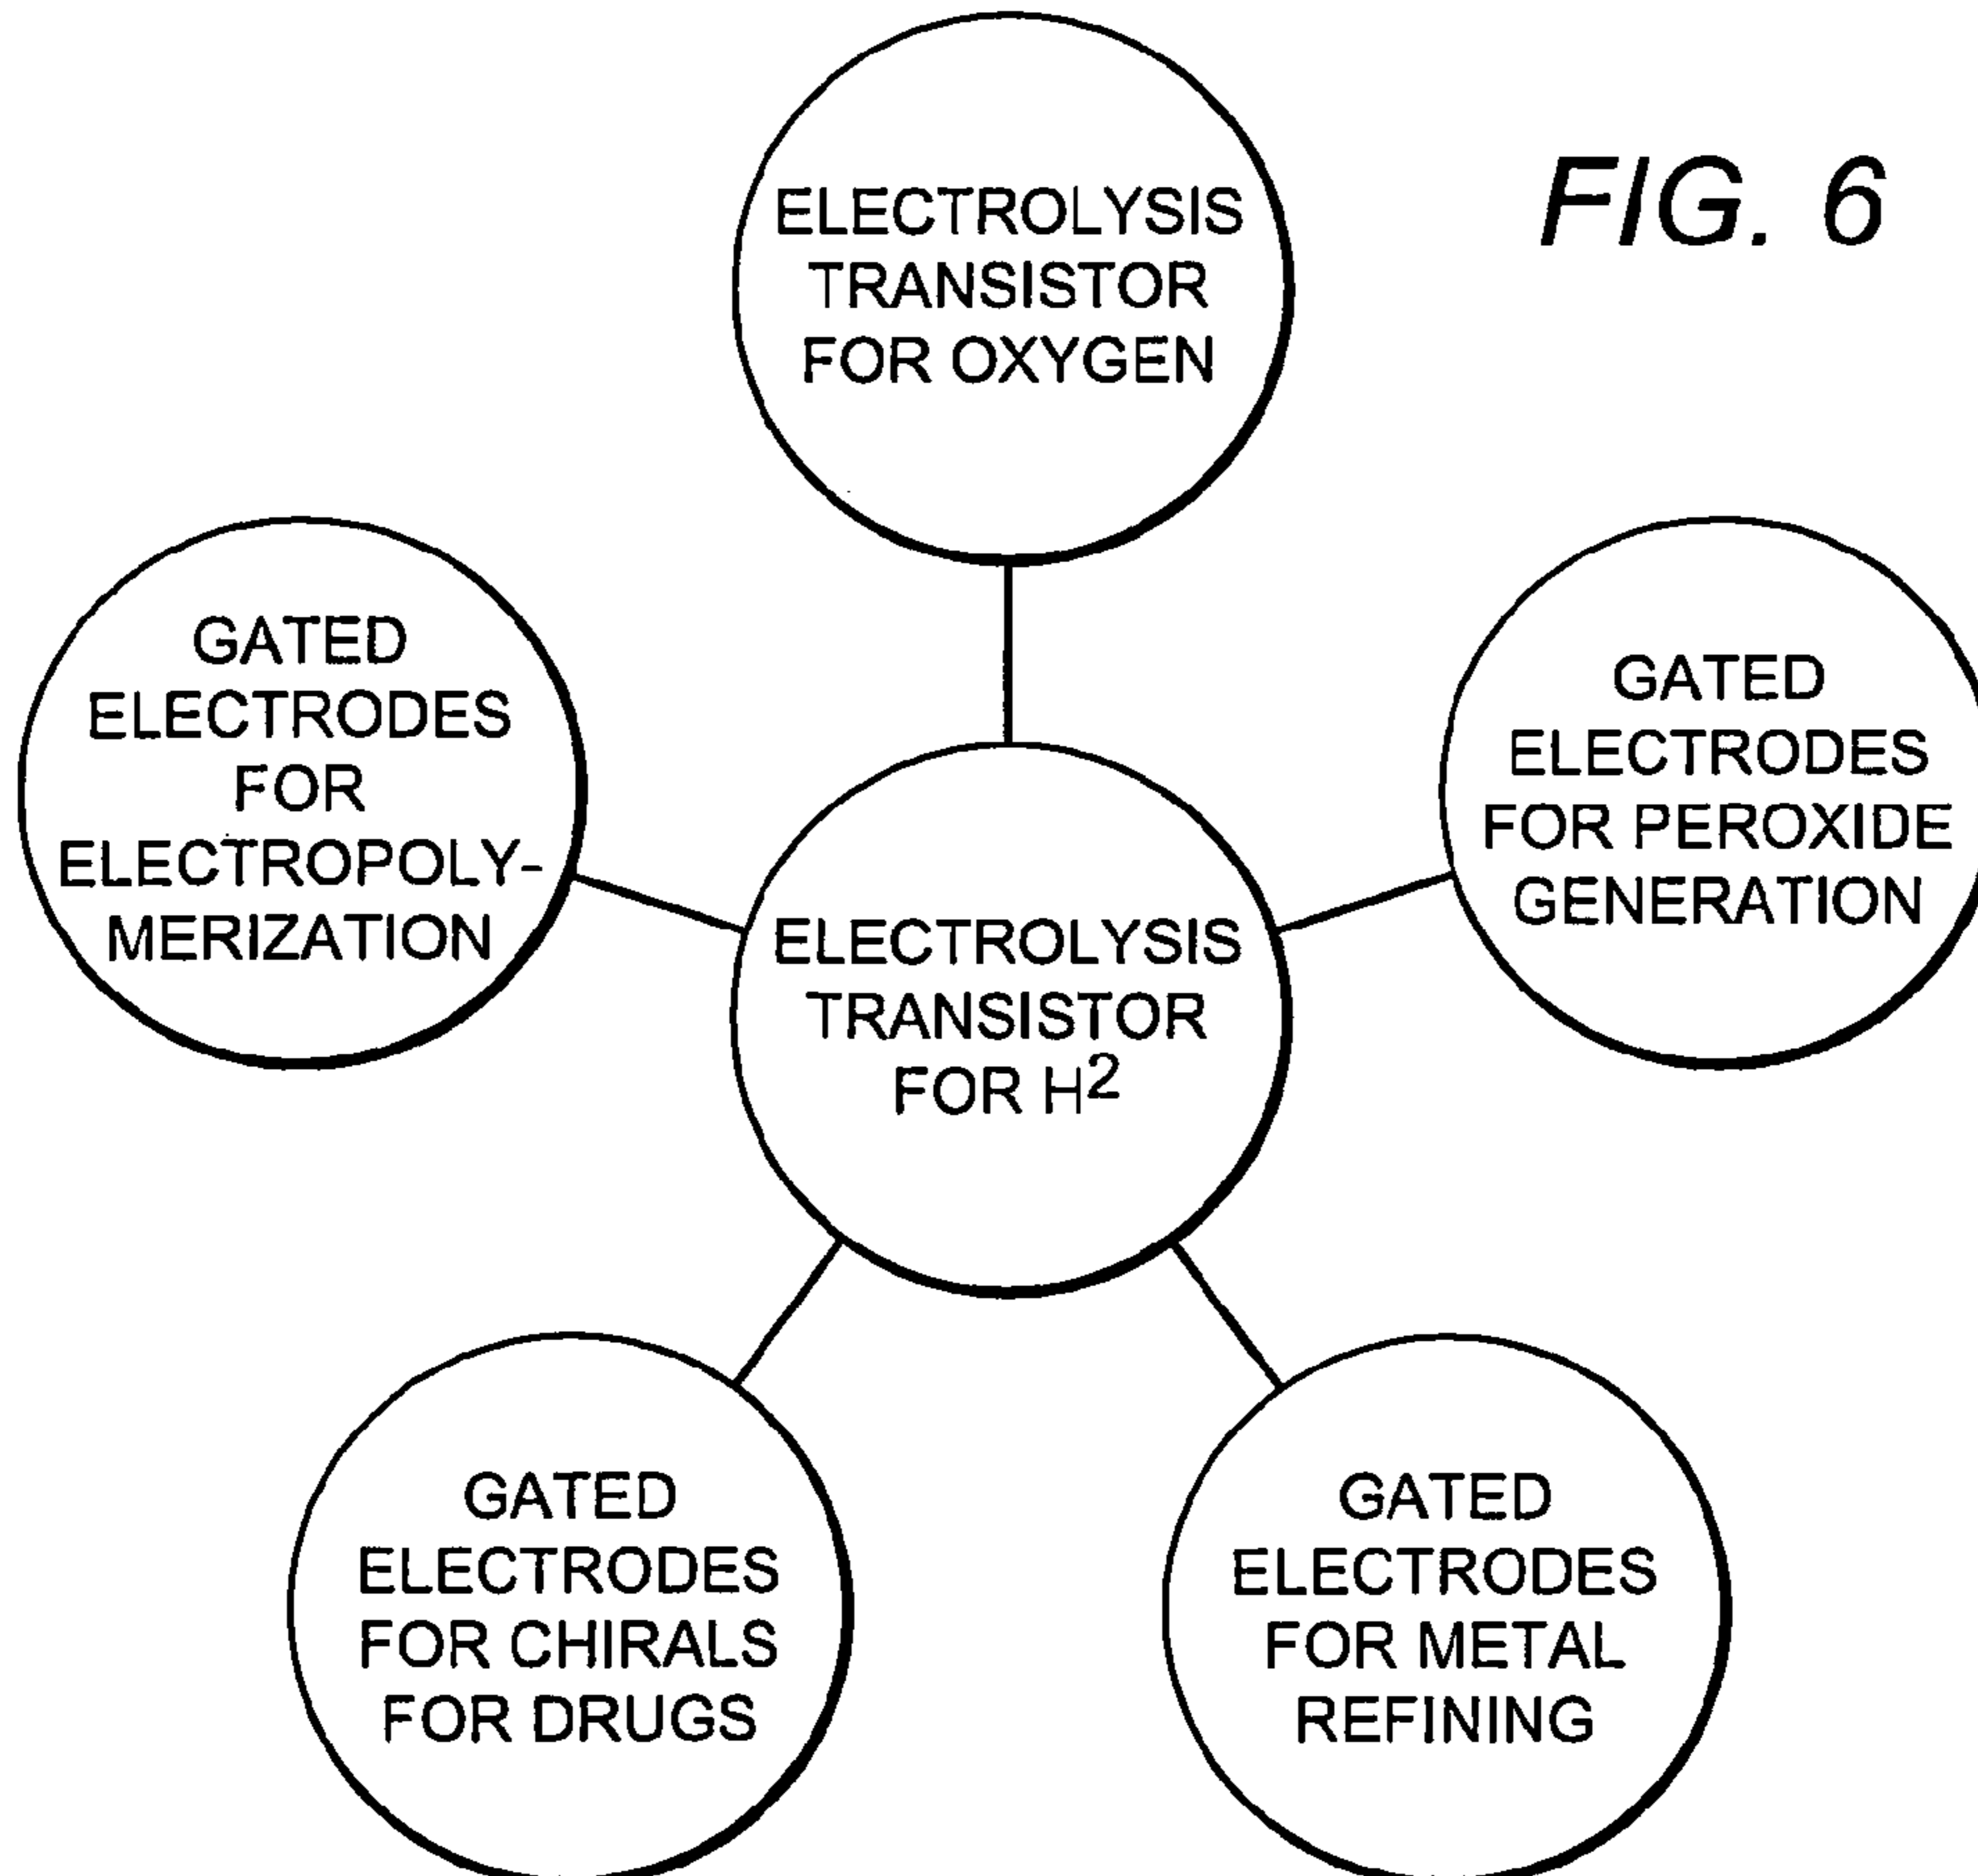 FIG. 6
ELECTROLYSIS
TRANSISTOR
FOR OXYGEN
GATED
ELECTRODES
FOR
ELECTROPOLY-
MERIZATION
GATED
ELECTRODES
FOR PEROXIDE
GENERATION
ELECTROLYSIS
TRANSISTOR
FOR H²
GATED
ELECTRODES
FOR CHIRALS
FOR DRUGS
GATED
ELECTRODES
FOR METAL
REFINING